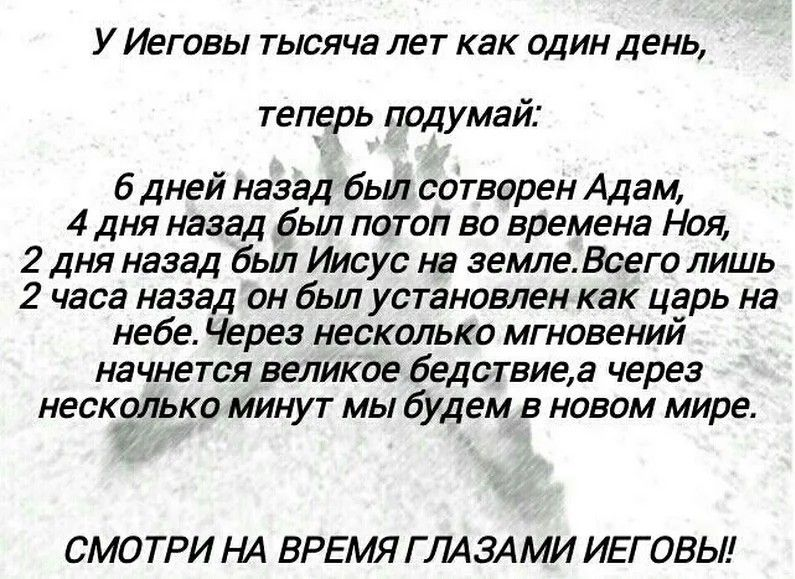 У Иеговы тысяча лет как один день,
теперь подумай:
6 дней назад был сотворен Адам,
4 дня назад был потоп во времена Ноя,
2 дня назад был Иисус на земле.Всего лишь
2 часа назад он был установлен как царь на
небе.Через несколько мгновений
начнется великое бедствие,а через
несколько минут мы будем в новом мире.
СМОТРИ НА ВРЕМЯ ГЛАЗАМИ ИЕГОВЫ!